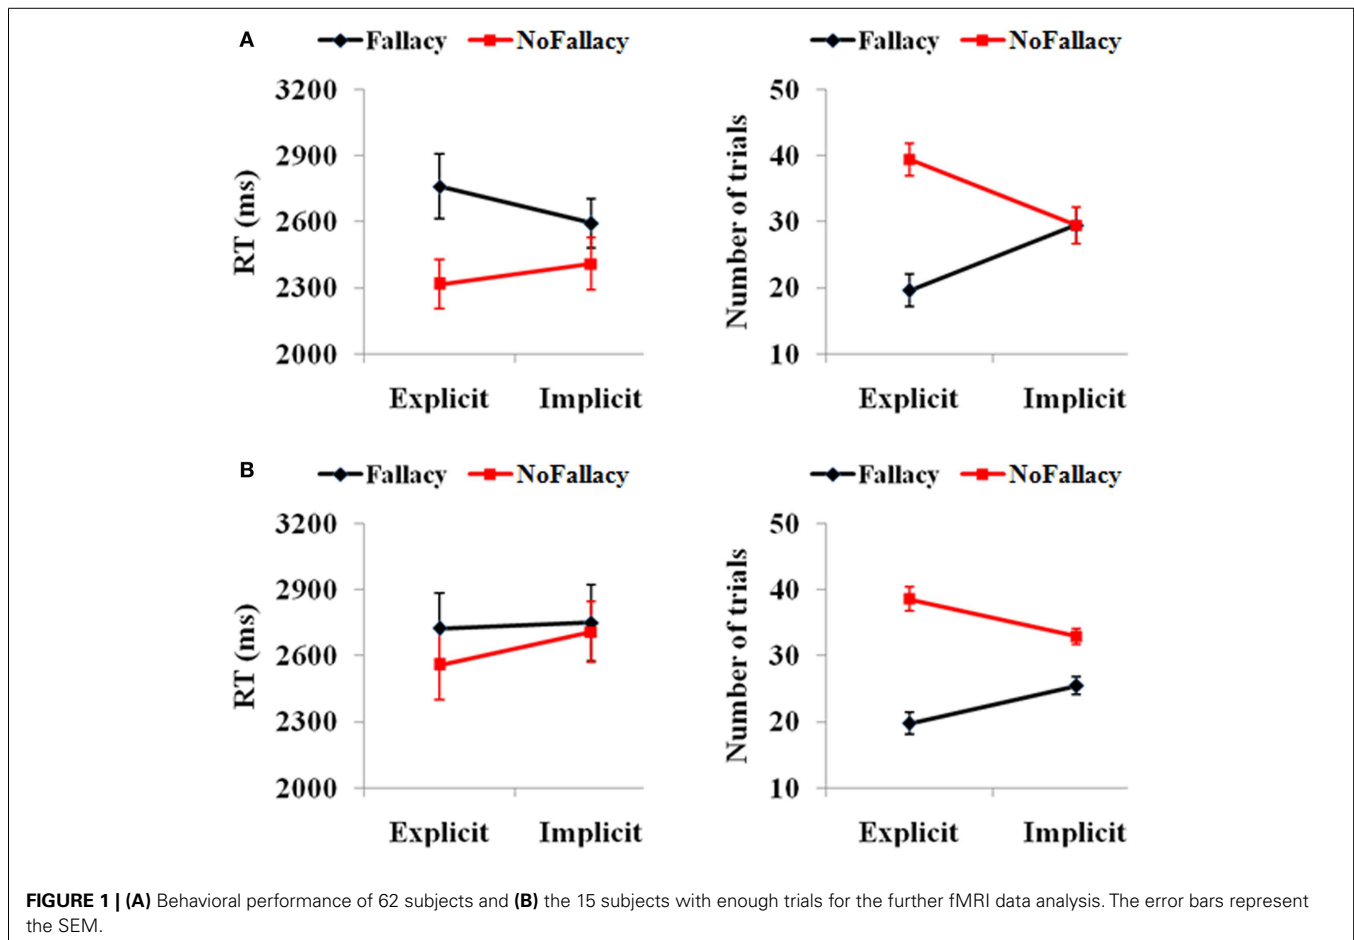 A
Fallacy NoFallacy
3200
2900
2600
2300
2000
RT (ms)
Explicit Implicit
Fallacy NoFallacy
50
40
30
20
10
Number of trials
Explicit Implicit
B
Fallacy NoFallacy
3200
2900
2600
2300
2000
RT (ms)
Explicit Implicit
Fallacy NoFallacy
50
40
30
20
10
Number of trials
Explicit Implicit
FIGURE 1 | (A) Behavioral performance of 62 subjects and (B) the 15 subjects with enough trials for the further fMRI data analysis. The error bars represent
the SEM.